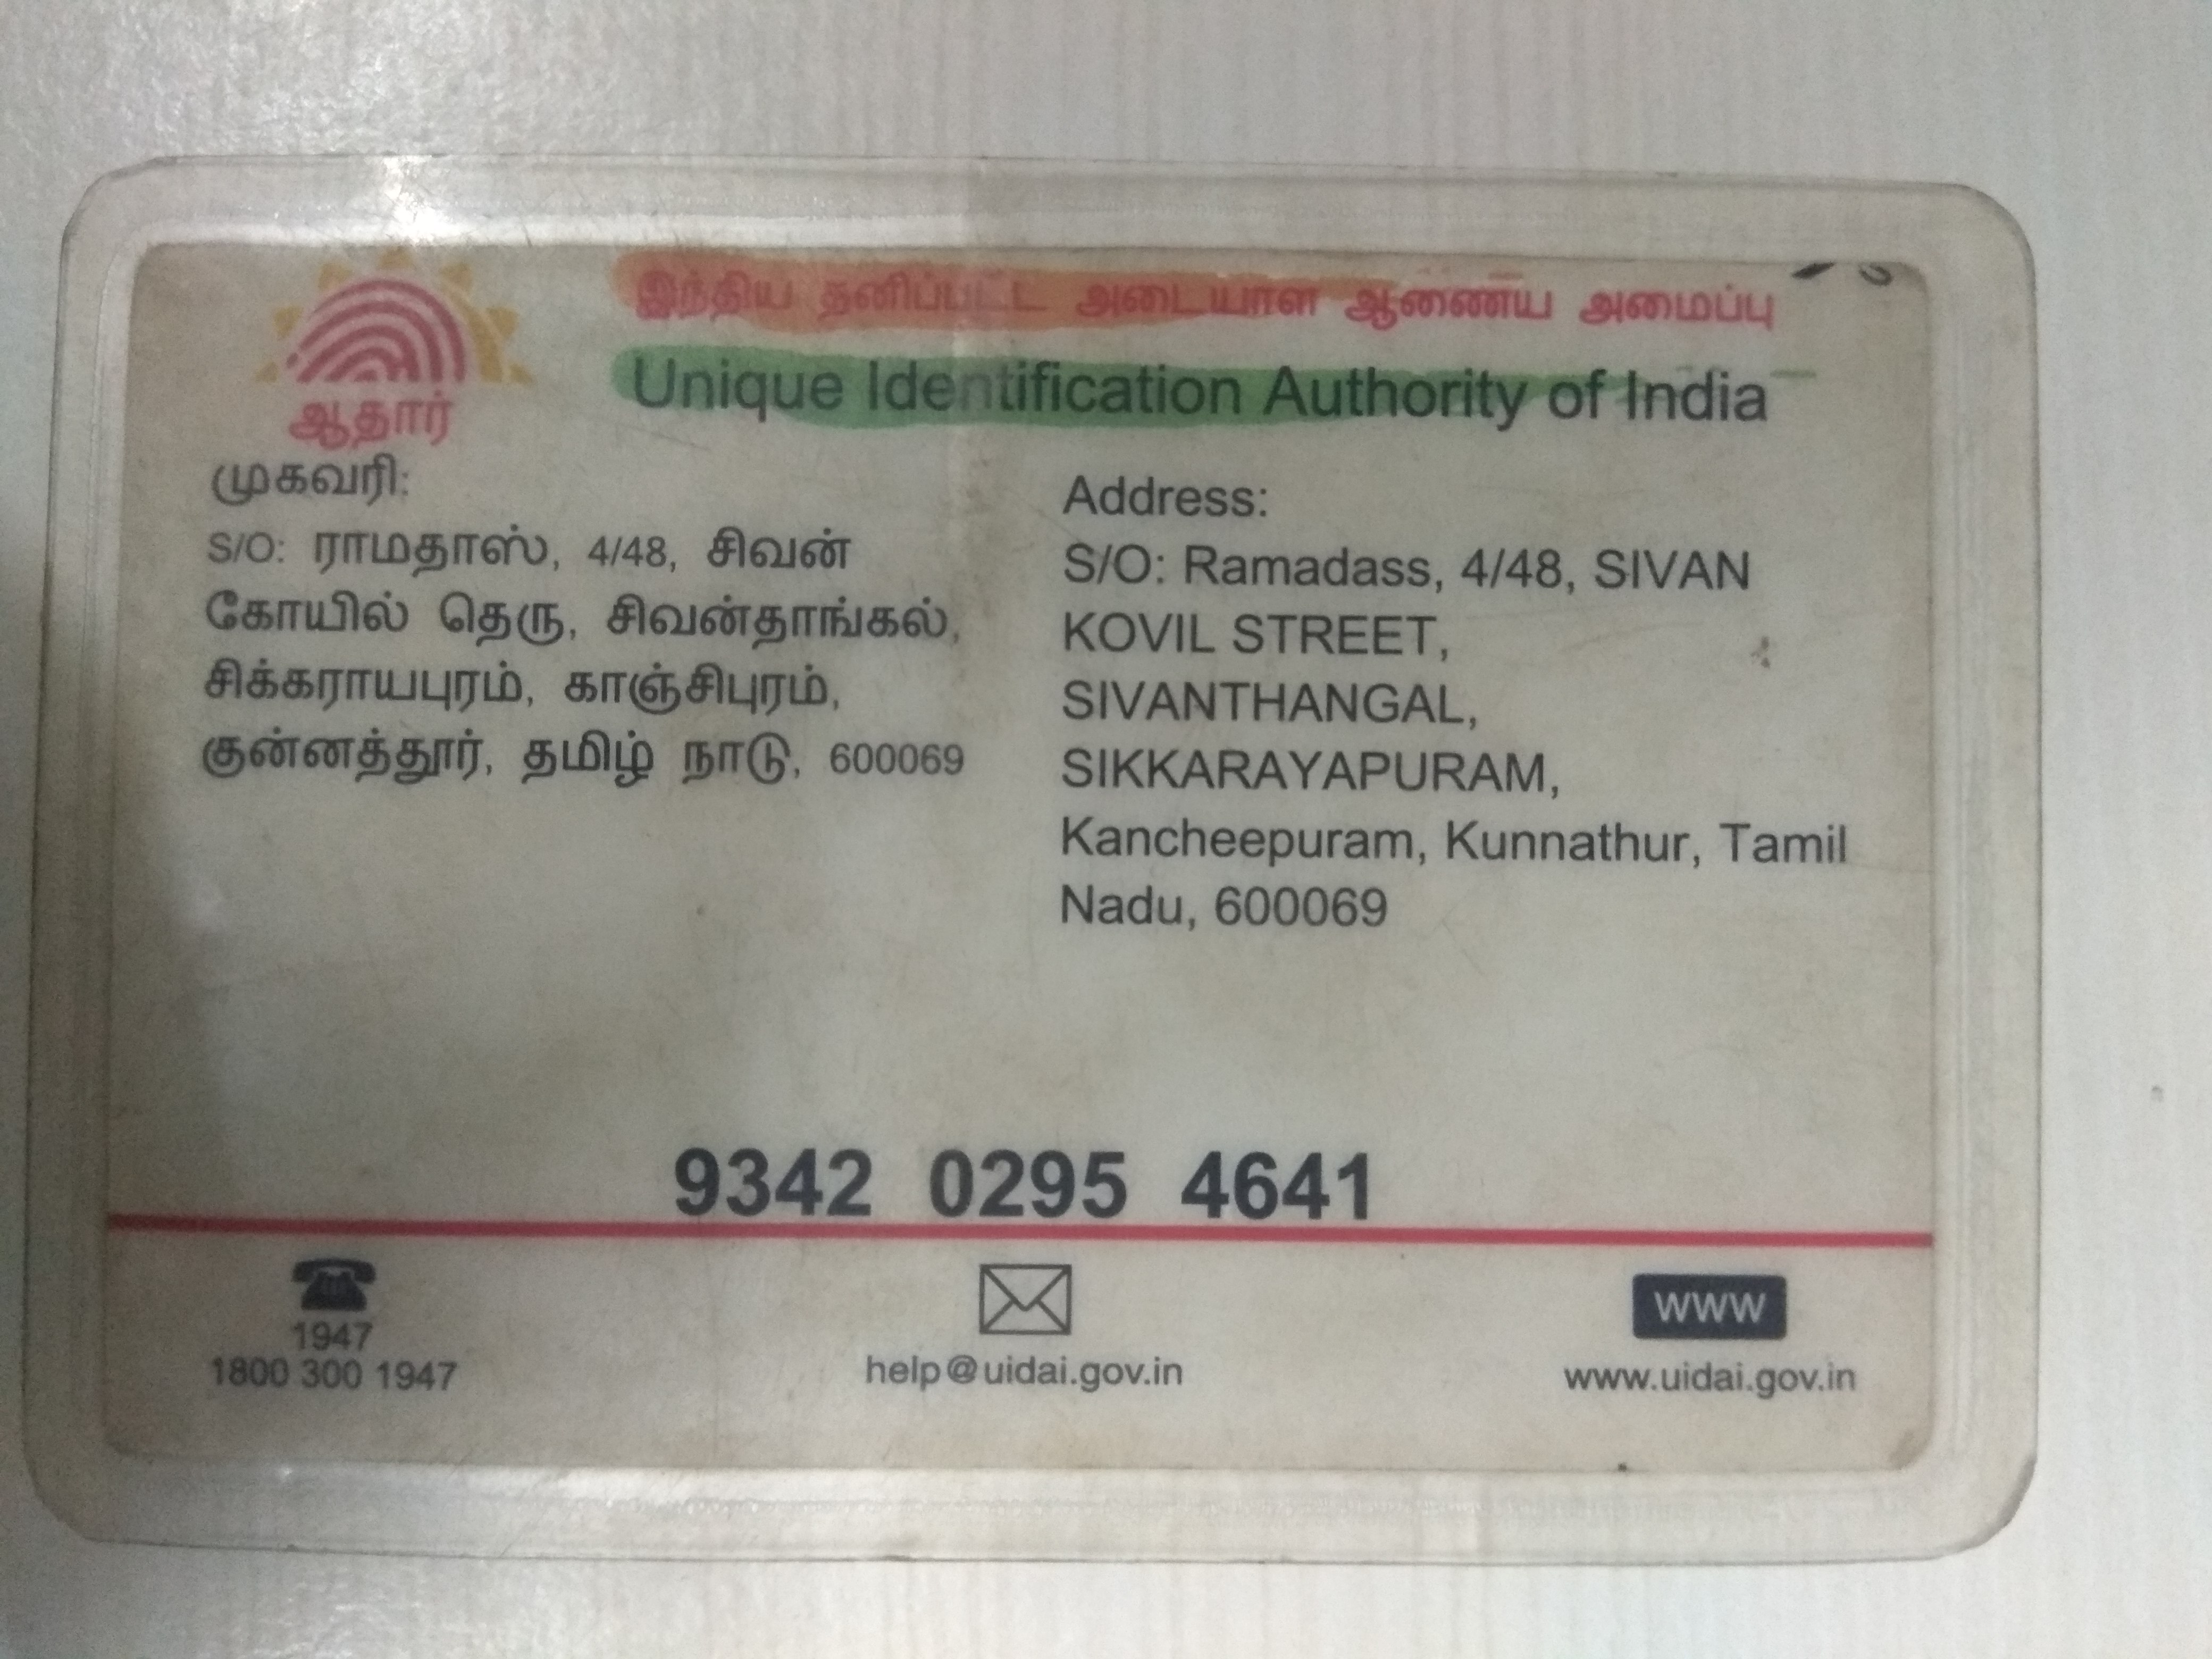 இந்திய தனிப்பட்ட அடையாள ஆணைய அமைப்பு
Unique Identification Authority of India
ஆதார்
முகவரி:
S/O: ராமதாஸ், 4/48, சிவன்
கோயில் தெரு, சிவன்தாங்கல்,
சிக்கராயபுரம், காஞ்சிபுரம்,
குன்னத்தூர், தமிழ் நாடு, 600069
Address:
S/O: Ramadass, 4/48, SIVAN
KOVIL STREET,
SIVANTHANGAL,
SIKKARAYAPURAM,
Kancheepuram, Kunnathur, Tamil
Nadu, 600069
9342 0295 4641
1947
1800 300 1947
help@uidai.gov.in
www
www.uidai.gov.in